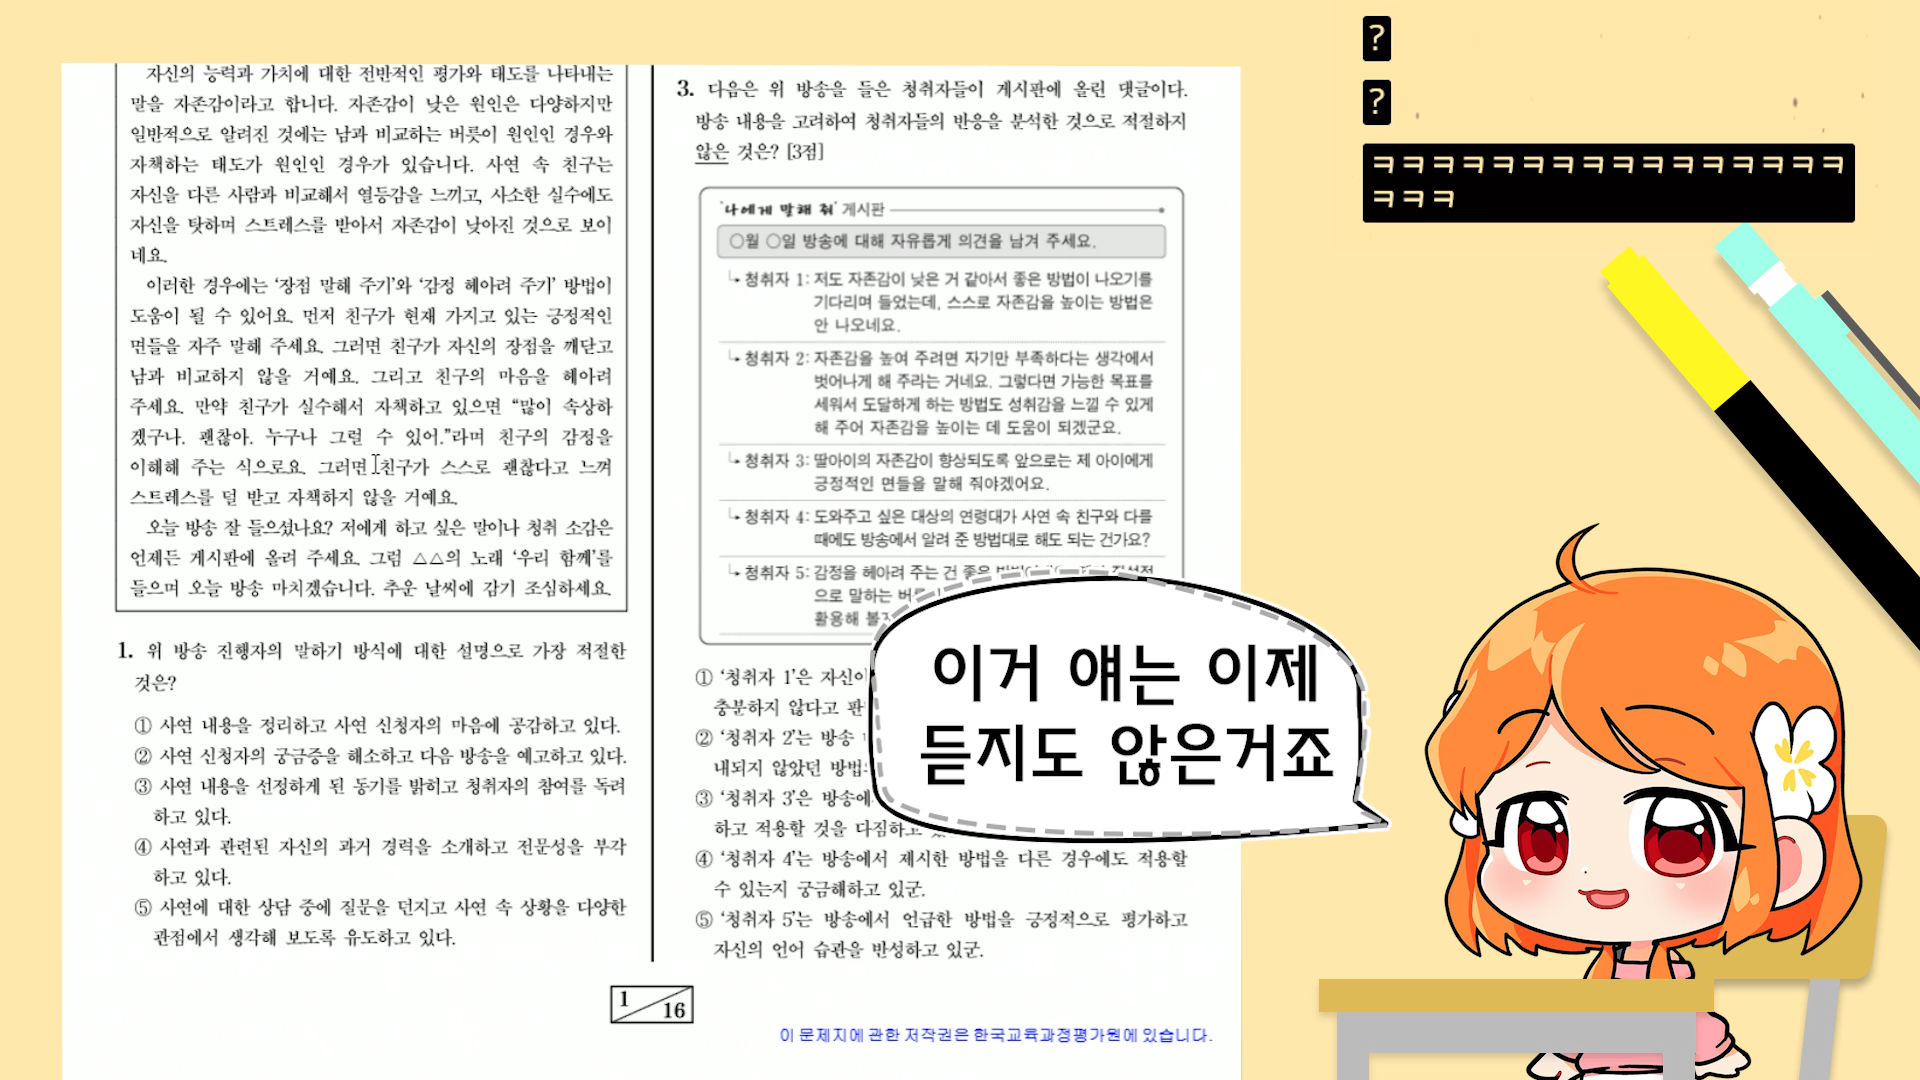 자신의 능력과 가치에 대한 전반적인 평가와 태도를 나타내는
말을 자존감이라고 합니다. 자존감이 낮은 원인은 다양하지만
일반적으로 알려진 것에는 남과 비교하는 버릇이 원인인 경우와
자책하는 태도가 원인인 경우가 있습니다. 사연 속 친구는
자신을 다른 사람과 비교해서 열등감을 느끼고, 사소한 실수에도
자신을 탓하며 스트레스를 받아서 자존감이 낮아진 것으로 보이
네요.
이러한 경우에는 ‘장점 말해 주기’와 ‘감정 헤아려 주기’ 방법이
도움이 될 수 있어요. 먼저 친구가 현재 가지고 있는 긍정적인
면들을 자주 말해 주세요. 그러면 친구가 자신의 장점을 깨닫고
남과 비교하지 않을 거예요. 그리고 친구의 마음을 헤아려
주세요. 만약 친구가 실수해서 자책하고 있으면 “많이 속상하
겠구나. 괜찮아. 누구나 그럴 수 있어.”라며 친구의 감정을
이해해 주는 식으로요. 그러면 친구가 스스로 괜찮다고 느껴
스트레스를 덜 받고 자책하지 않을 거예요.
오늘 방송 잘 들으셨나요? 저에게 하고 싶은 말이나 청취 소감은
언제든 게시판에 올려 주세요. 그럼 △△의 노래 ‘우리 함께’를
들으며 오늘 방송 마치겠습니다. 추운 날씨에 감기 조심하세요.
1. 위 방송 진행자의 말하기 방식에 대한 설명으로 가장 적절한
것은?
① 사연 내용을 정리하고 사연 신청자의 마음에 공감하고 있다.
② 사연 신청자의 궁금증을 해소하고 다음 방송을 예고하고 있다.
③ 사연 내용을 선정하게 된 동기를 밝히고 청취자의 참여를 독려
하고 있다.
④ 사연과 관련된 자신의 과거 경력을 소개하고 전문성을 부각
하고 있다.
⑤ 사연에 대한 상담 중에 질문을 던지고 사연 속 상황을 다양한
관점에서 생각해 보도록 유도하고 있다.
3. 다음은 위 방송을 들은 청취자들이 게시판에 올린 댓글이다.
방송 내용을 고려하여 청취자들의 반응을 분석한 것으로 적절하지
않은 것은? [3점]
‘나에게 말해 줘’ 게시판
○월 ○일 방송에 대해 자유롭게 의견을 남겨 주세요.
↳ 청취자 1: 저도 자존감이 낮은 거 같아서 좋은 방법이 나오기를
기다리며 들었는데, 스스로 자존감을 높이는 방법은
안 나오네요.
↳ 청취자 2: 자존감을 높여 주려면 자기만 부족하다는 생각에서
벗어나게 해 주라는 거네요. 그렇다면 가능한 목표를
세워서 도달하게 하는 방법도 성취감을 느낄 수 있게
해 주어 자존감을 높이는 데 도움이 되겠군요.
↳ 청취자 3: 딸아이의 자존감이 향상되도록 앞으로는 제 아이에게
긍정적인 면들을 말해 줘야겠어요.
↳ 청취자 4: 도와주고 싶은 대상의 연령대가 사연 속 친구와 다를
때에도 방송에서 알려 준 방법대로 해도 되는 건가요?
↳ 청취자 5: 감정을 헤아려 주는 건 좋은
으로 말하는
활용해
① ‘청취자 1’은
충분하지 않다고
② ‘청취자 2’는 방송
내되지 않았던
③ ‘청취자 3’은
하고 적용할 것을 다짐하고
④ ‘청취자 4’는 방송에서 제시한 방법을 다른 경우에도 적용할
수 있는지 궁금해하고 있군.
⑤ ‘청취자 5’는 방송에서 언급한 방법을 긍정적으로 평가하고
자신의 언어 습관을 반성하고 있군.
1 16
이 문제지에 관한 저작권은 한국교육과정평가원에 있습니다.
이거 얘는 이제
듣지도 않은거죠
?
?
ㅋㅋㅋㅋㅋㅋㅋㅋㅋㅋㅋㅋㅋㅋㅋㅋ
ㅋㅋㅋ